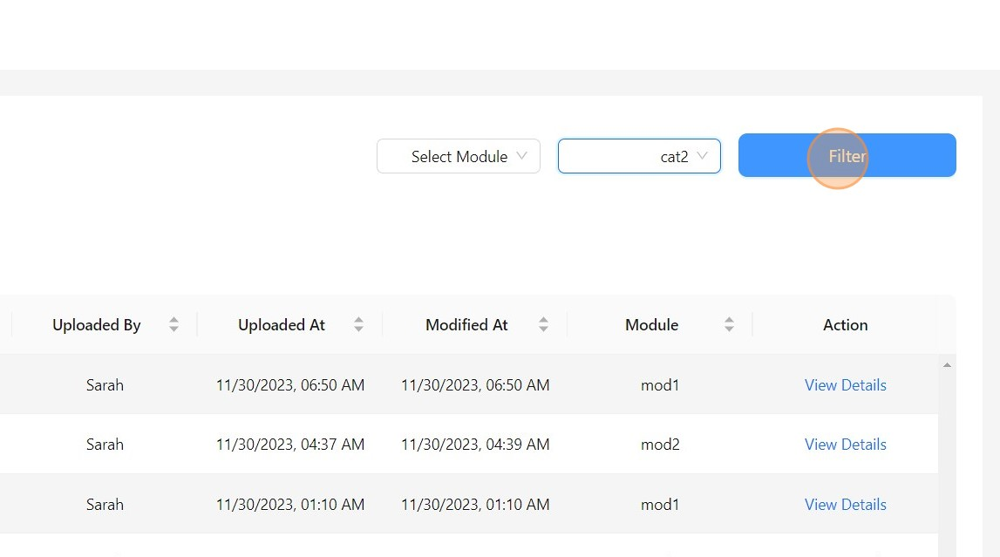 Select Module cat2 Filter
Uploaded By Uploaded At Modified At Module Action
Sarah 11/30/2023, 06:50 AM 11/30/2023, 06:50 AM mod1 View Details
Sarah 11/30/2023, 04:37 AM 11/30/2023, 04:39 AM mod2 View Details
Sarah 11/30/2023, 01:10 AM 11/30/2023, 01:10 AM mod1 View Details